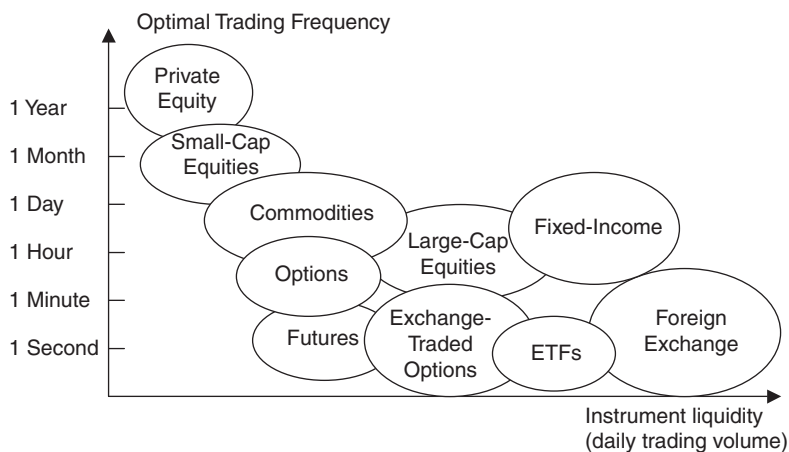 Optimal Trading Frequency
1 Year
1 Month
1 Day
1 Hour
1 Minute
1 Second
Private
Equity
Small-Cap
Equities
Commodities
Large-Cap
Equities
Fixed-Income
Options
Futures
Exchange-
Traded
Options
ETFs
Foreign
Exchange
Instrument liquidity
(daily trading volume)